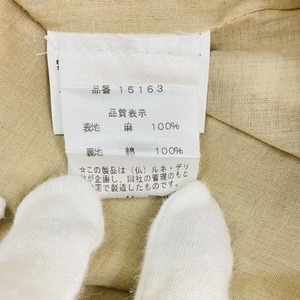 品番 15163
品質表示
表地 麻 100%
裏地 綿 100%
☆この製品は(仏)ルネ・デリ
が企画し、同社の管理のもと
国で製造したものです。